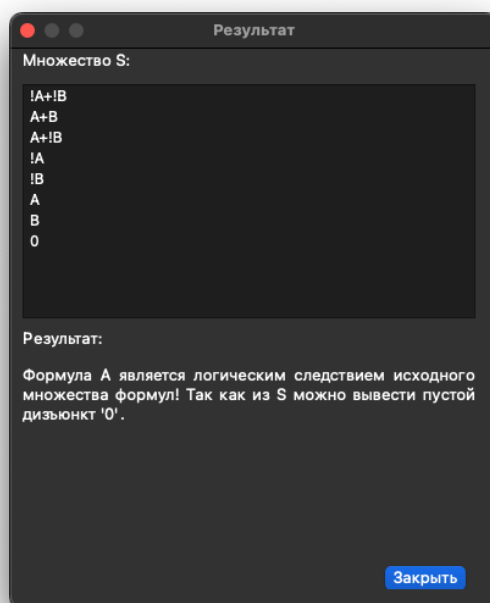 Результат
Множество S:
!A+!B
A+B
A+!B
!A
!B
A
B
0
Результат:
Формула A является логическим следствием исходного
множества формул! Так как из S можно вывести пустой
дизъюнкт '0'.
Закрыть